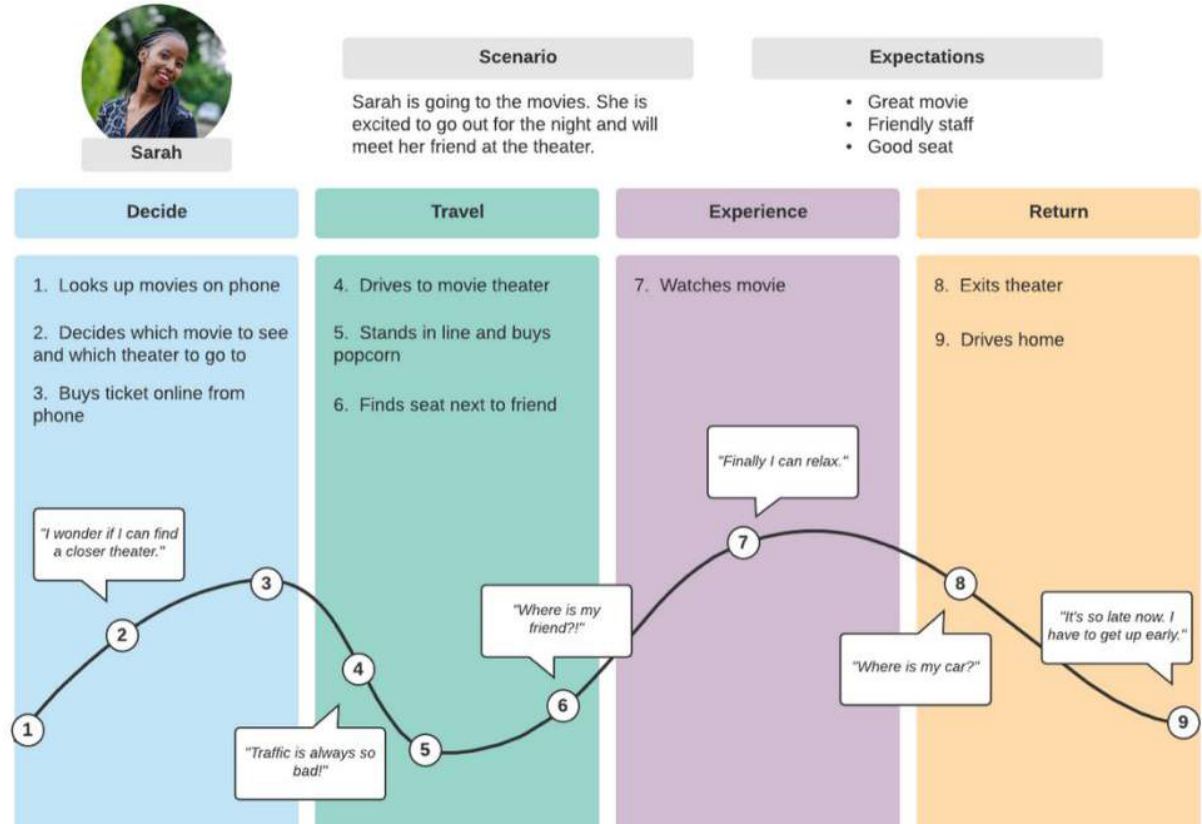 Sarah
Scenario
Sarah is going to the movies. She is
excited to go out for the night and will
meet her friend at the theater.
Expectations
• Great movie
• Friendly staff
• Good seat
Decide
Travel
Experience
Return
1. Looks up movies on phone
2. Decides which movie to see
and which theater to go to
3. Buys ticket online from
phone
4. Drives to movie theater
5. Stands in line and buys
popcorn
6. Finds seat next to friend
7. Watches movie
8. Exits theater
9. Drives home
"I wonder if I can find
a closer theater."
"Traffic is always so
bad!"
"Where is my
friend?!"
"Finally I can relax."
"Where is my car?"
"It's so late now. I
have to get up early."
1
2
3
4
5
6
7
8
9